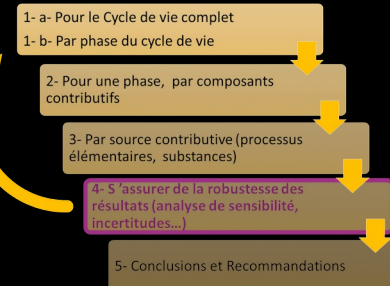 1- a- Pour le Cycle de vie complet
1- b- Par phase du cycle de vie
2- Pour une phase, par composants
contributifs
3- Par source contributive (processus
élémentaires, substances)
4- S 'assurer de la robustesse des
résultats (analyse de sensibilité,
incertitudes...)
5- Conclusions et Recommandations